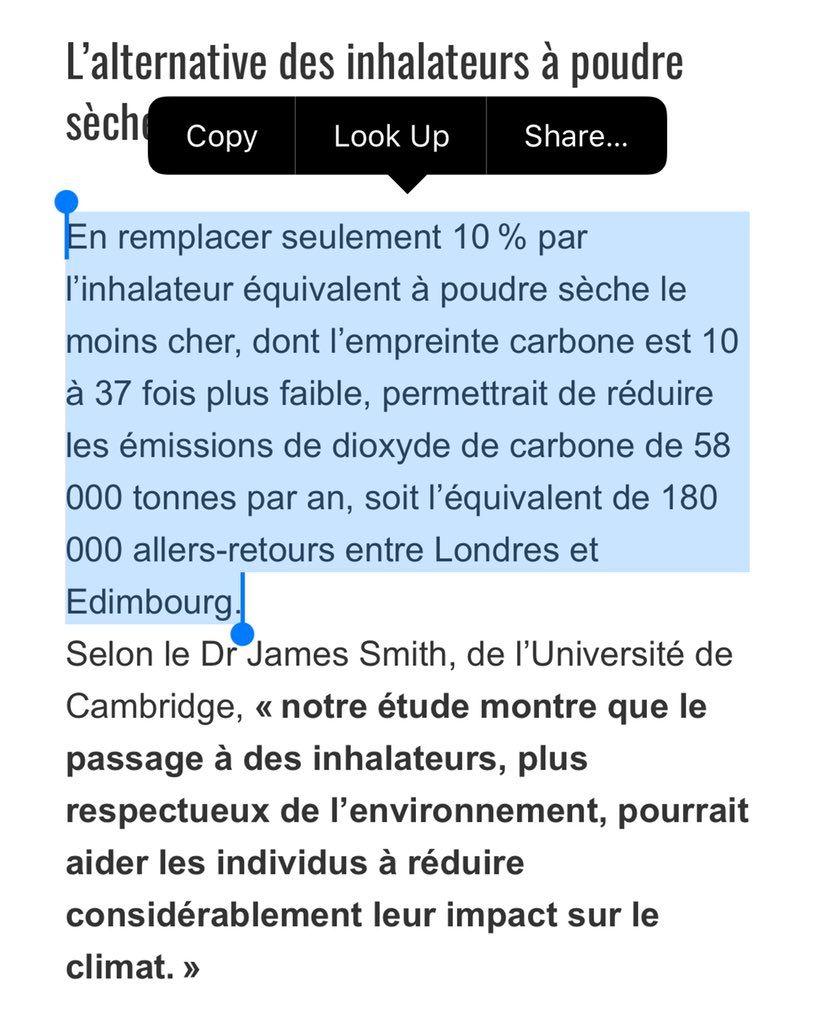 L’alternative des inhalateurs à poudre
Copy
Look Up
Share...
En remplacer seulement 10 % par
l’inhalateur équivalent à poudre sèche le
moins cher, dont l’empreinte carbone est 10
à 37 fois plus faible, permettrait de réduire
les émissions de dioxyde de carbone de 58
000 tonnes par an, soit l’équivalent de 180
000 allers-retours entre Londres et
Edimbourg.
Selon le Dr James Smith, de l’Université de
Cambridge, « notre étude montre que le
passage à des inhalateurs, plus
respectueux de l’environnement, pourrait
aider les individus à réduire
considérablement leur impact sur le
climat. »